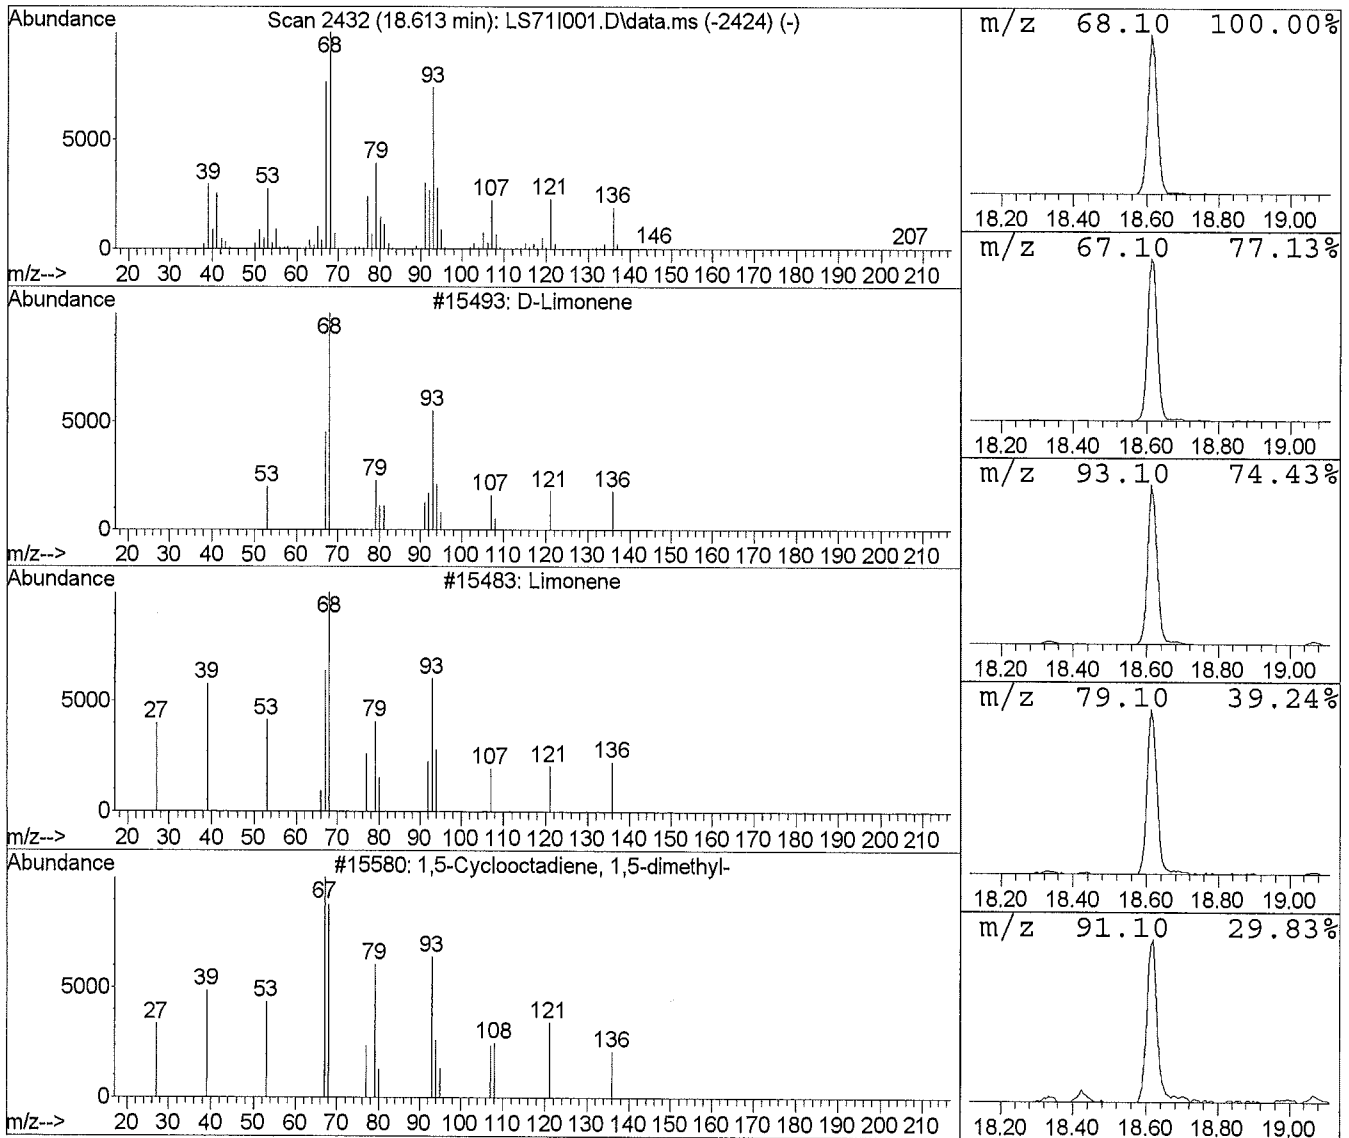 Abundance
Scan 2432 (18.613 min): LS71I001.D\data.ms (-2424) (-)
68
93
5000
79
39
53
107
121
136
146
207
0
m/z-->
20 30 40 50 60 70 80 90 100 110 120 130 140 150 160 170 180 190 200 210
Abundance
#15493: D-Limonene
68
93
5000
53
79
107
121
136
0
m/z-->
20 30 40 50 60 70 80 90 100 110 120 130 140 150 160 170 180 190 200 210
Abundance
#15483: Limonene
68
93
5000
39
27
53
79
107
121
136
0
m/z-->
20 30 40 50 60 70 80 90 100 110 120 130 140 150 160 170 180 190 200 210
Abundance
#15580: 1,5-Cyclooctadiene, 1,5-dimethyl-
67
93
79
5000
39
53
27
108
121
136
0
m/z-->
20 30 40 50 60 70 80 90 100 110 120 130 140 150 160 170 180 190 200 210
m/z 68.10 100.00%
18.20 18.40 18.60 18.80 19.00
m/z 67.10 77.13%
18.20 18.40 18.60 18.80 19.00
m/z 93.10 74.43%
18.20 18.40 18.60 18.80 19.00
m/z 79.10 39.24%
18.20 18.40 18.60 18.80 19.00
m/z 91.10 29.83%
18.20 18.40 18.60 18.80 19.00